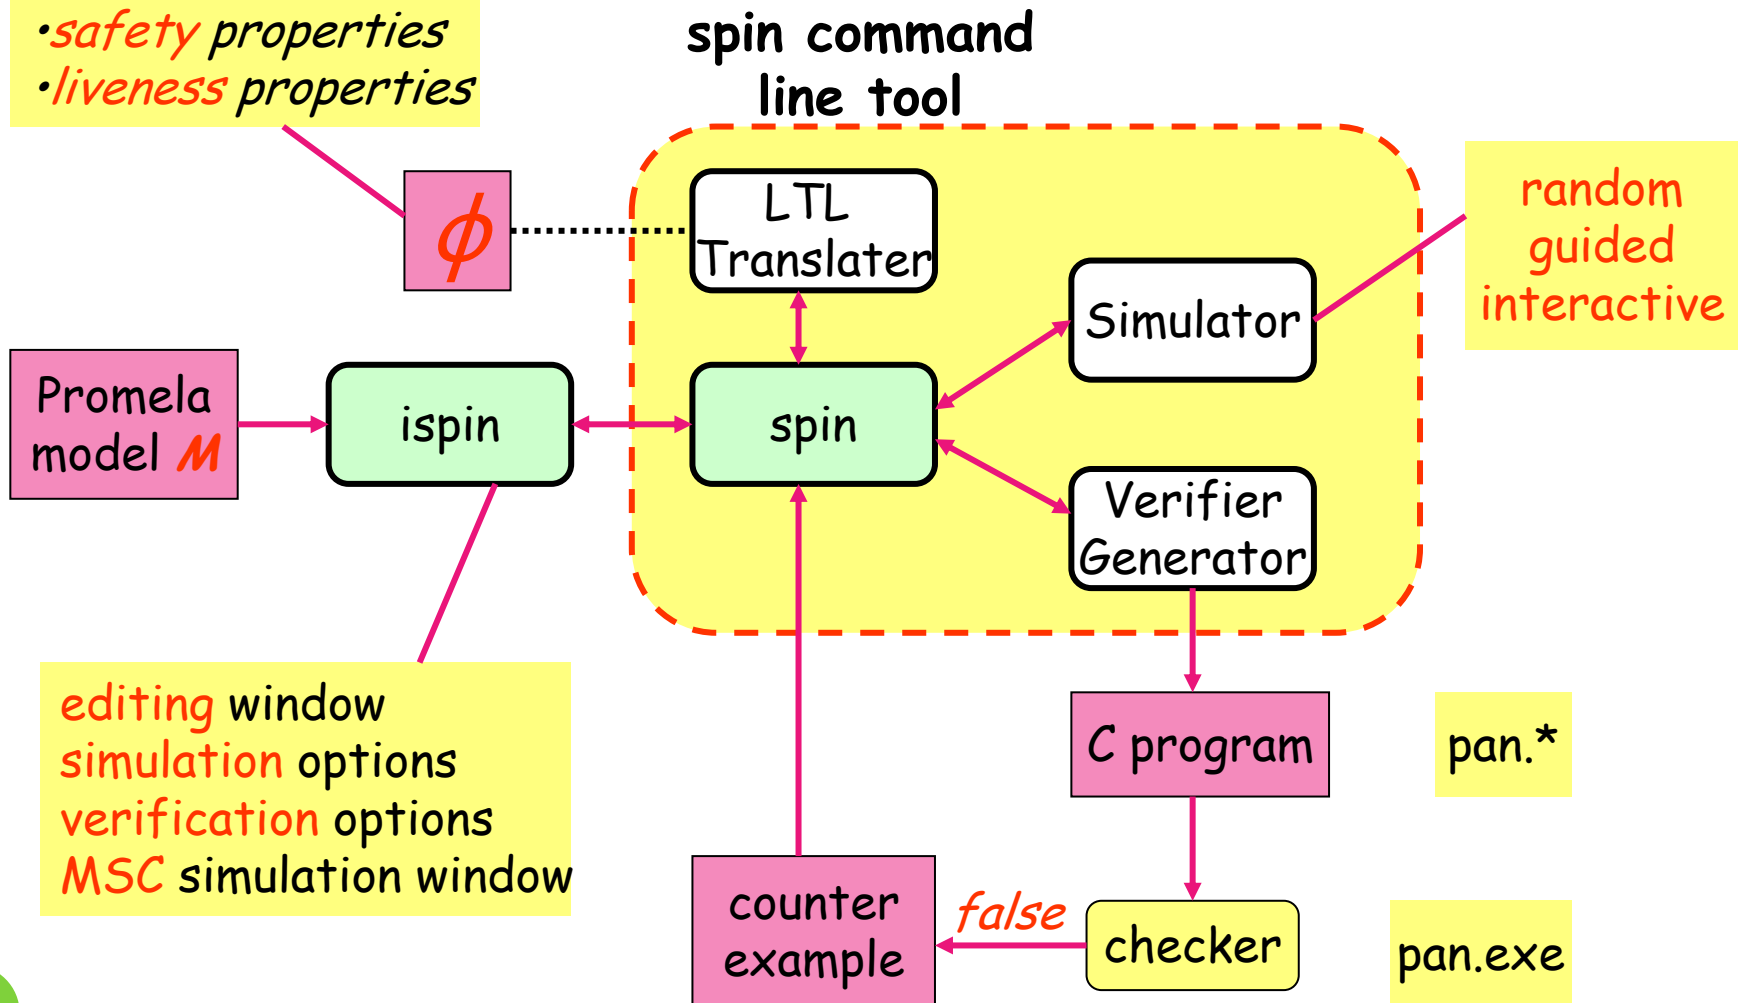 •safety properties
•liveness properties
spin command
line tool
ϕ
LTL
Translater
Simulator
random
guided
interactive
Promela
model M
ispin
spin
Verifier
Generator
editing window
simulation options
verification options
MSC simulation window
C program
pan.*
counter
example
false
checker
pan.exe